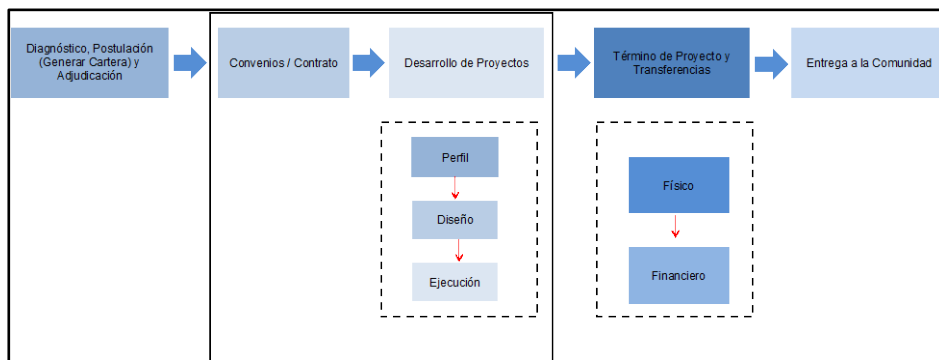 Diagnóstico, Postulación
(Generar Cartera) y
Adjudicación
Convenios / Contrato
Desarrollo de Proyectos
Término de Proyecto y
Transferencias
Entrega a la Comunidad
Perfil
Diseño
Ejecución
Físico
Financiero